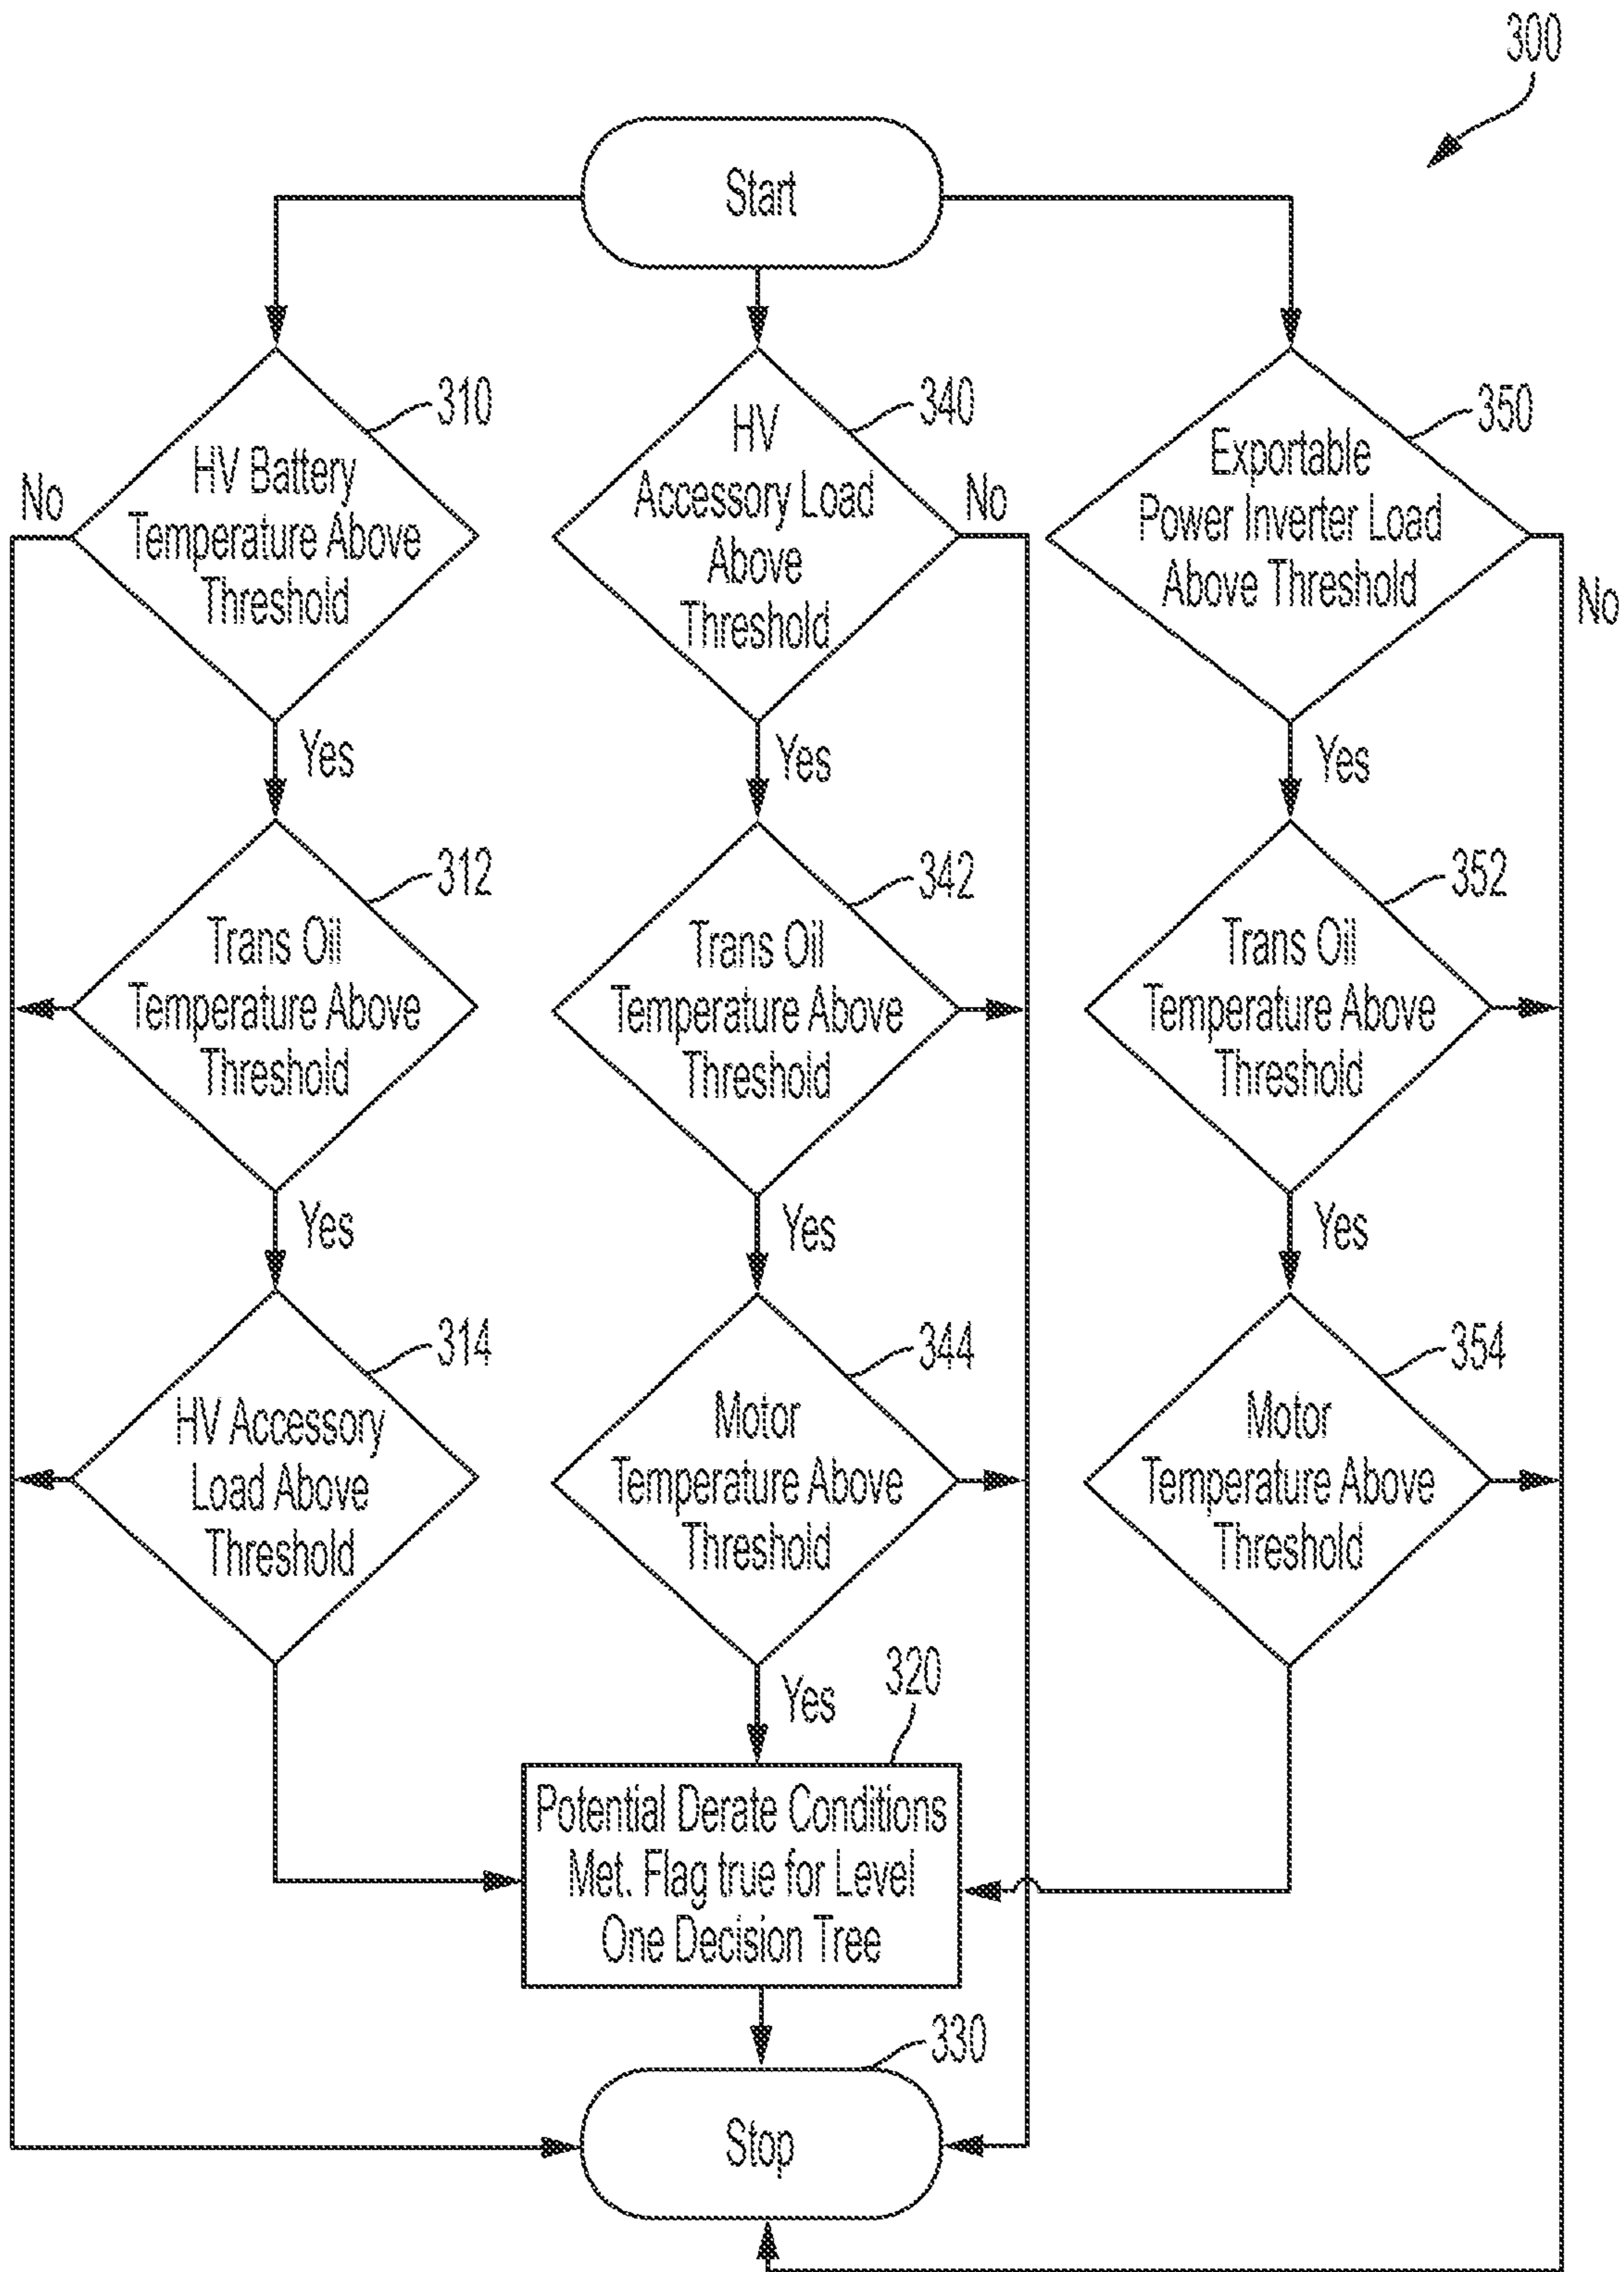 300
Start
310
HV Battery
Temperature Above
Threshold
No
Yes
340
HV
Accessory Load
Above
Threshold
No
Yes
350
Exportable
Power Inverter Load
Above Threshold
No
Yes
312
Trans Oil
Temperature Above
Threshold
Yes
342
Trans Oil
Temperature Above
Threshold
Yes
352
Trans Oil
Temperature Above
Threshold
Yes
314
HV Accessory
Load Above
Threshold
344
Motor
Temperature Above
Threshold
Yes
354
Motor
Temperature Above
Threshold
320
Potential Derate Conditions
Met. Flag true for Level
One Decision Tree
330
Stop